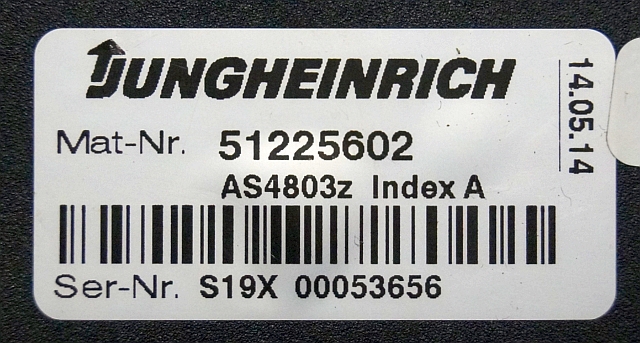 JUNGHEINRICH
14.05.14
Mat-Nr. 51225602
AS4803z Index A
Ser-Nr. S19X 00053656